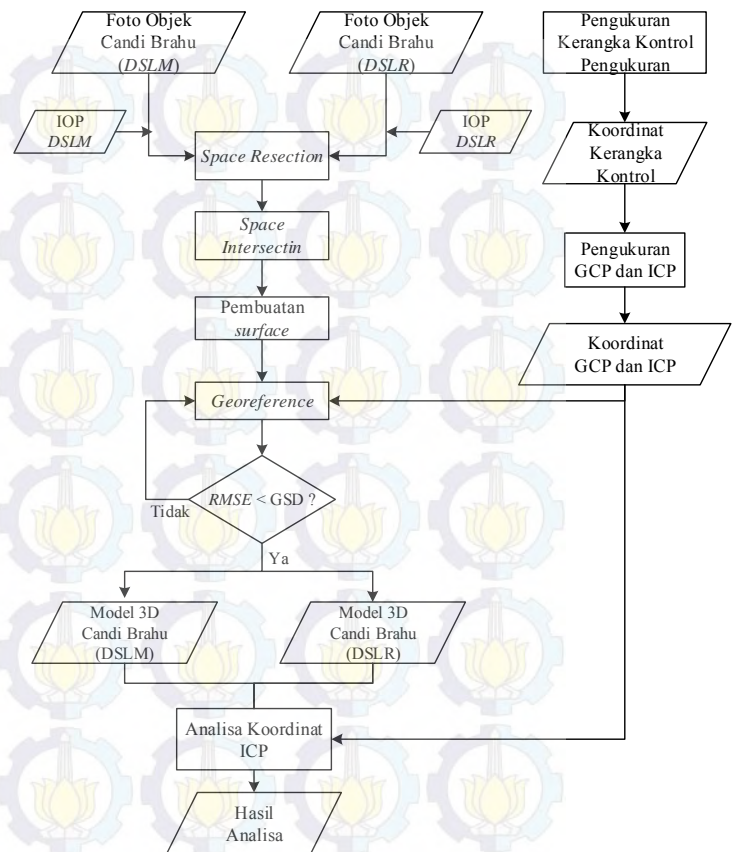 Foto Objek
Candi Brahu
(DSLM)
Foto Objek
Candi Brahu
(DSLR)
Pengukuran
Kerangka Kontrol
Pengukuran
IOP
DSLM
IOP
DSLR
Space Resection
Koordinat
Kerangka
Kontrol
Space
Intersectin
Pengukuran
GCP dan ICP
Pembuatan
surface
Koordinat
GCP dan ICP
Georeference
RMSE < GSD ?
Tidak
Ya
Model 3D
Candi Brahu
(DSLM)
Model 3D
Candi Brahu
(DSLR)
Analisa Koordinat
ICP
Hasil
Analisa